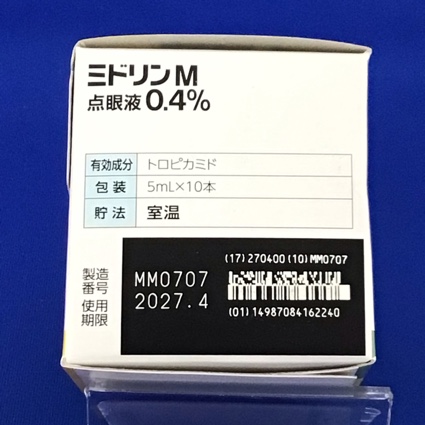 ミドリンM
点眼液0.4%
有効成分 トロピカミド
包装 5mL×10本
貯法 室温
(17)270400(10)MM0707
製造番号 MM0707
使用期限 2027.4
(01)14987084162240